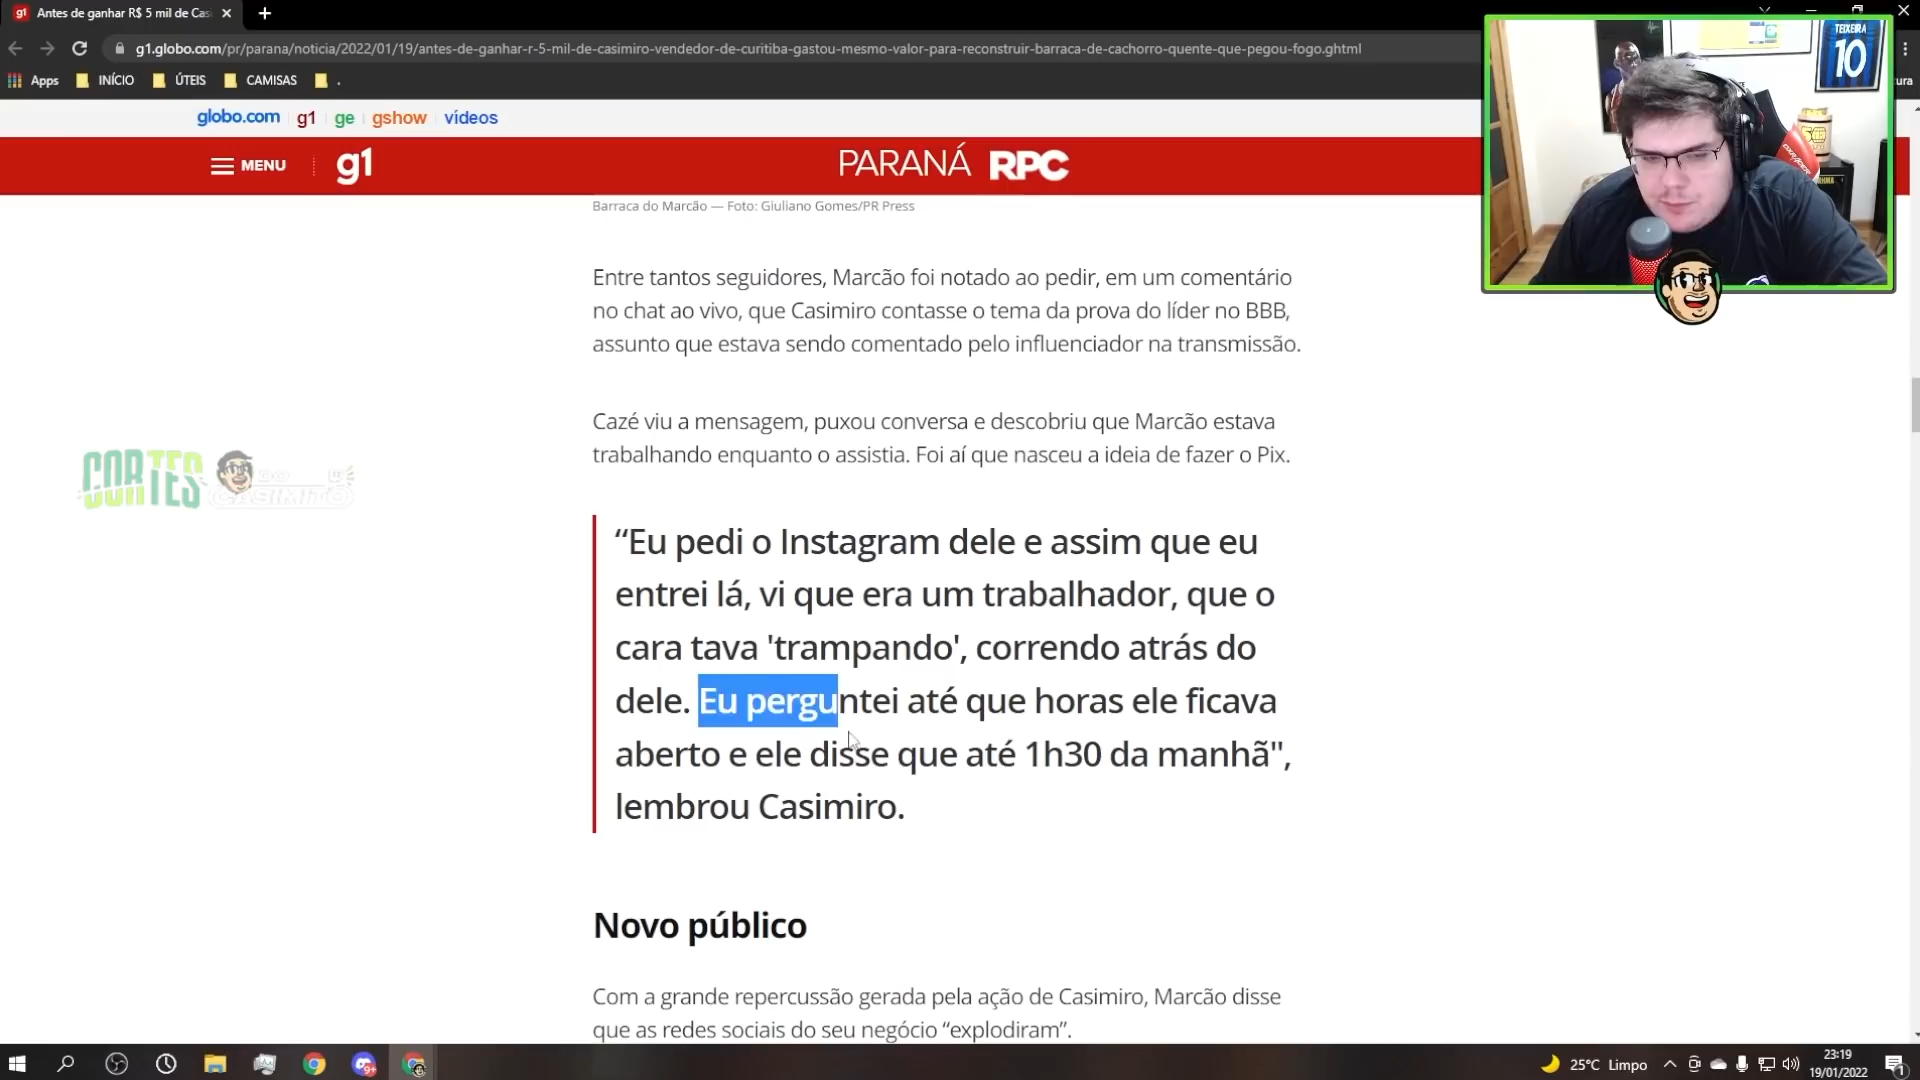 g1 Antes de ganhar R$ 5 mil de Cas
g1.globo.com/pr/parana/noticia/2022/01/19/antes-de-ganhar-r-5-mil-de-casimiro-vendedor-de-curitiba-gastou-mesmo-valor-para-reconstruir-barraca-de-cachorro-quente-que-pegou-fogo.ghtml
Apps INÍCIO ÚTEIS CAMISAS .
TEIXEIRA
10
globo.com g1 ge gshow vídeos
MENU g1 PARANÁ RPC
Barraca do Marcão — Foto: Giuliano Gomes/PR Press
Entre tantos seguidores, Marcão foi notado ao pedir, em um comentário
no chat ao vivo, que Casimiro contasse o tema da prova do líder no BBB,
assunto que estava sendo comentado pelo influenciador na transmissão.
Cazé viu a mensagem, puxou conversa e descobriu que Marcão estava
trabalhando enquanto o assistia. Foi aí que nasceu a ideia de fazer o Pix.
CORTES DO CASIMITO
“Eu pedi o Instagram dele e assim que eu
entrei lá, vi que era um trabalhador, que o
cara tava 'trampando', correndo atrás do
dele. Eu perguntei até que horas ele ficava
aberto e ele disse que até 1h30 da manhã",
lembrou Casimiro.
Novo público
Com a grande repercussão gerada pela ação de Casimiro, Marcão disse
que as redes sociais do seu negócio “explodiram”.
25°C Limpo
23:19
19/01/2022